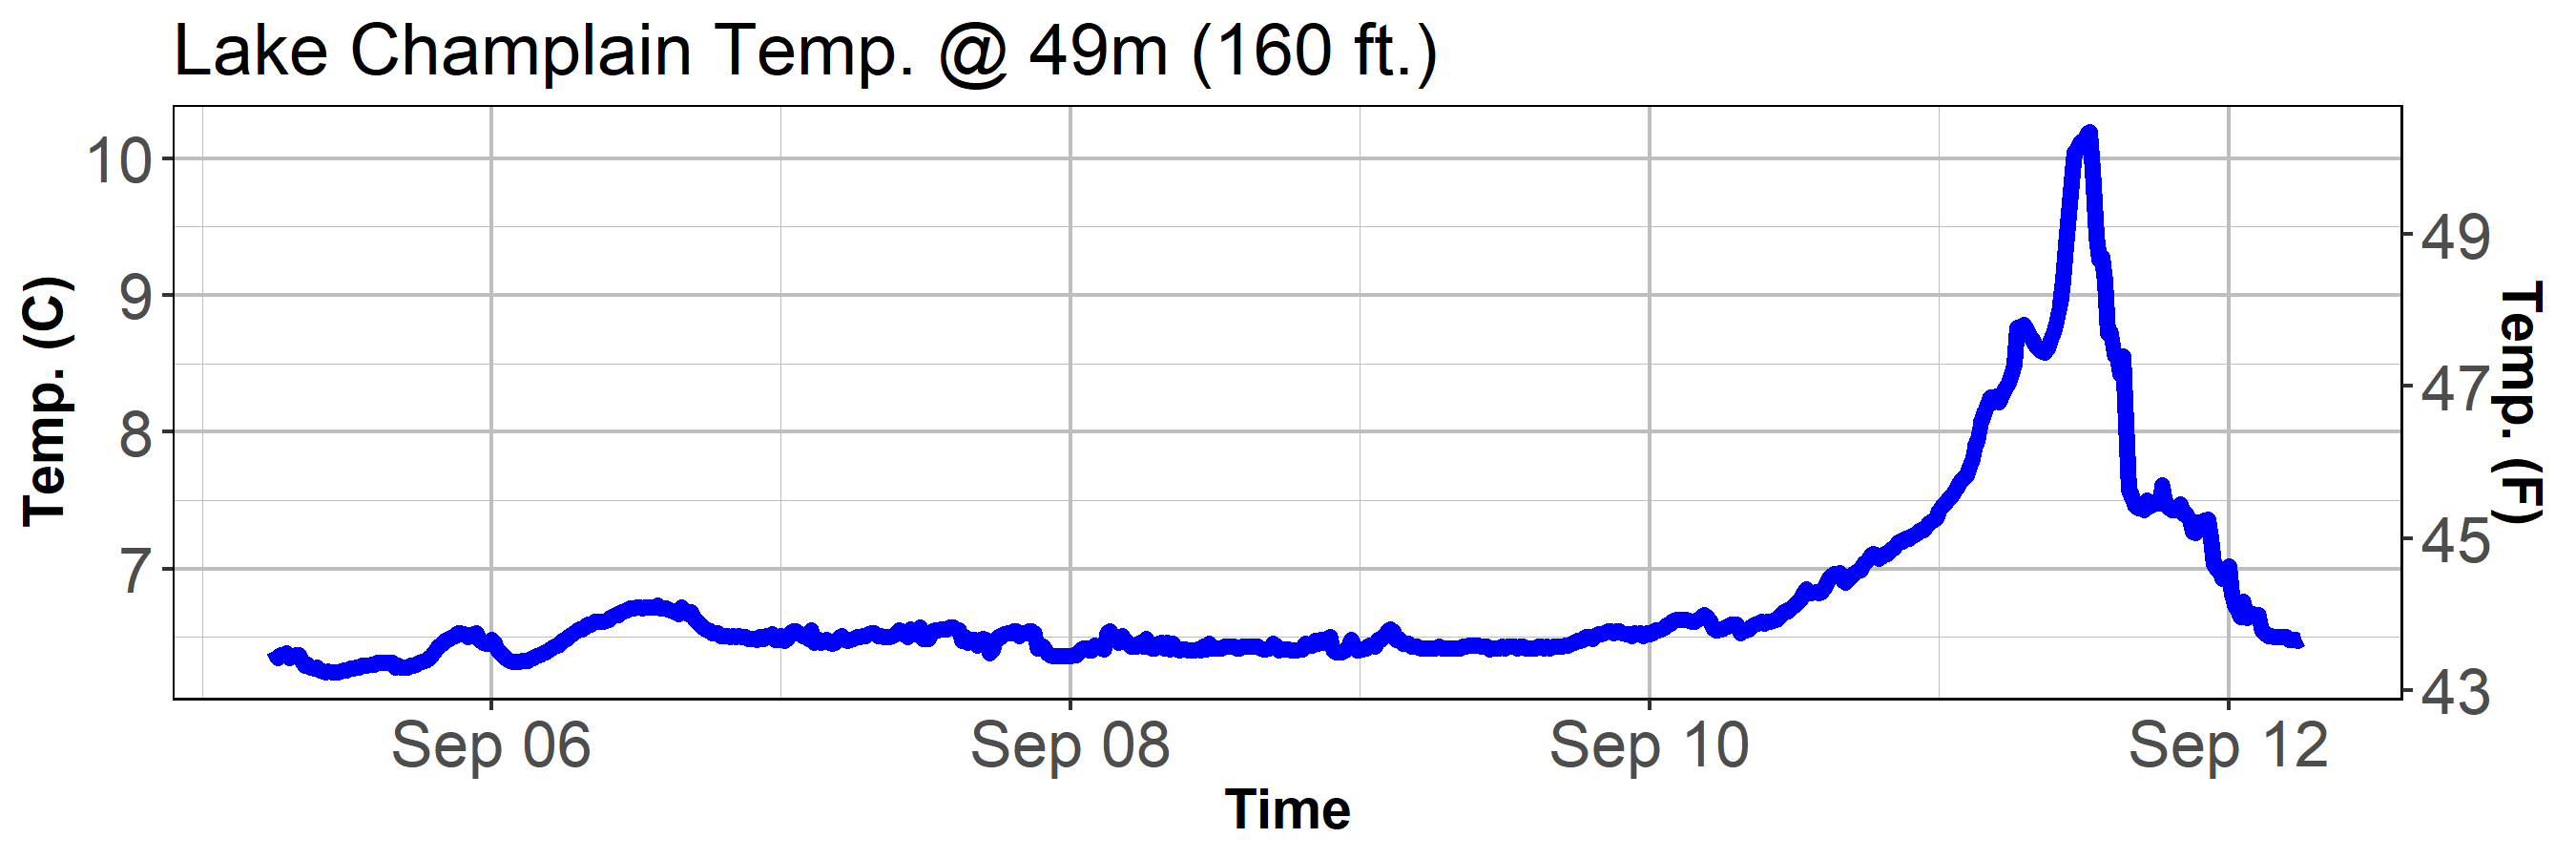 Lake Champlain Temp. @ 49m (160 ft.)
10
9
8
7
Temp. (C)
49
47
45
43
Temp. (F)
Sep 06
Sep 08
Sep 10
Sep 12
Time